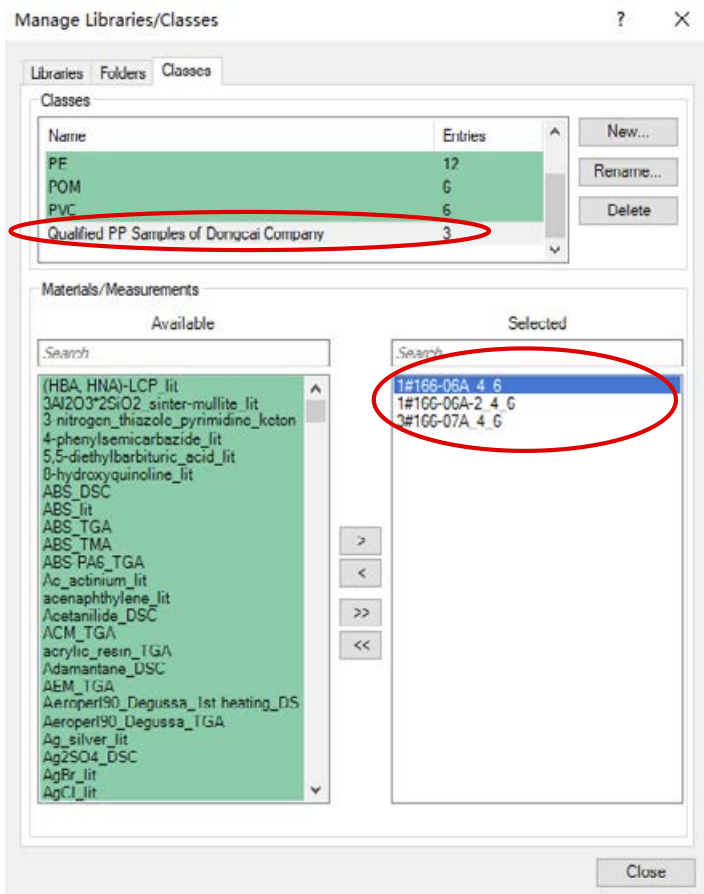 Manage Libraries/Classes ? ×
Libraries Folders Classes
Classes
Name Entries
New...
PE 12
Rename...
POM 6
PVC 6
Delete
Qualified PP Samples of Dongcai Company 3
Materials/Measurements
Available
Selected
Search
Search
(HBA, HNA)-LCP_lit
3Al2O3*2SiO2_sinter-mullite_lit
3-nitrogen_thiazole_pyrimidine_keton
4-phenylsemicarbazide_lit
5,5-diethylbarbituric_acid_lit
8-hydroxyquinoline_lit
ABS_DSC
ABS_lit
ABS_TGA
ABS_TMA
ABS PA6_TGA
Ac_actinium_lit
acenaphthylene_lit
Acetanilide_DSC
ACM_TGA
acrylic_resin_TGA
Adamantane_DSC
AEM_TGA
Aeroperl90_Degussa_1st heating_DS
Aeroperl90_Degussa_TGA
Ag_silver_lit
Ag2SO4_DSC
AgBr_lit
AgCl_lit
>
<
>>
<<
1#166-06A_4_6
1#166-06A-2_4_6
3#166-07A_4_6
Close